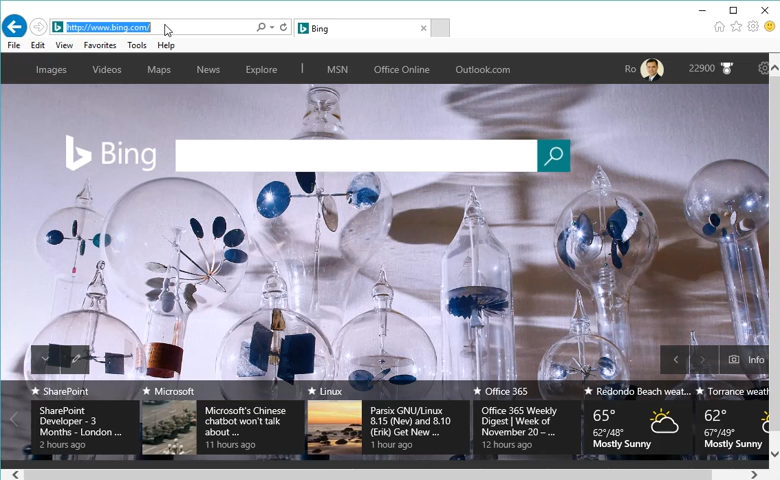 http://www.bing.com/
Bing
File Edit View Favorites Tools Help
Images Videos Maps News Explore | MSN Office Online Outlook.com Ro 22900
Bing
Info
SharePoint
SharePoint
Developer - 3
Months - London ...
2 hours ago
Microsoft
Microsoft's Chinese
chatbot won't talk
about ...
11 hours ago
Linux
Parsix GNU/Linux
8.15 (Nev) and 8.10
(Erik) Get New ...
1 hour ago
Office 365
Office 365 Weekly
Digest | Week of
November 20 – ...
12 hours ago
Redondo Beach weat...
65°
62°/48°
Mostly Sunny
Torrance weath
62°
67°/49°
Mostly Sunny